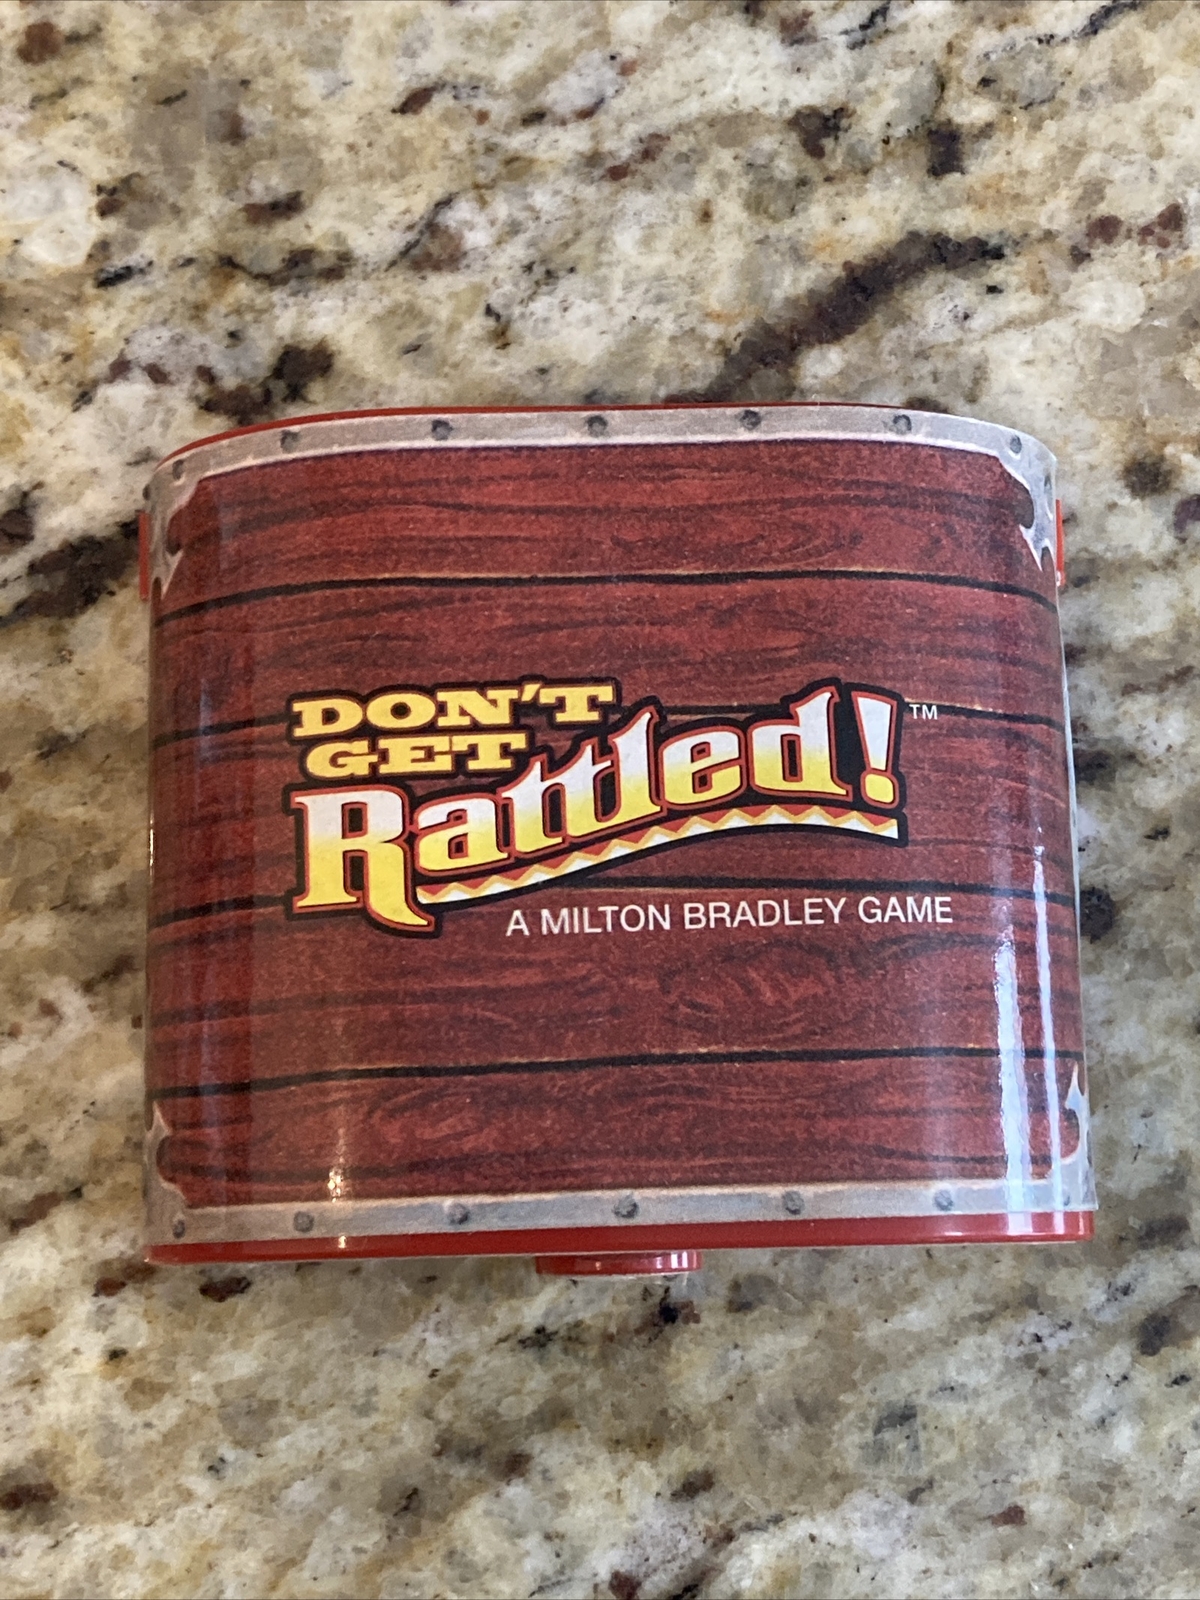 DON'T
GET
Rattled!™
A MILTON BRADLEY GAME